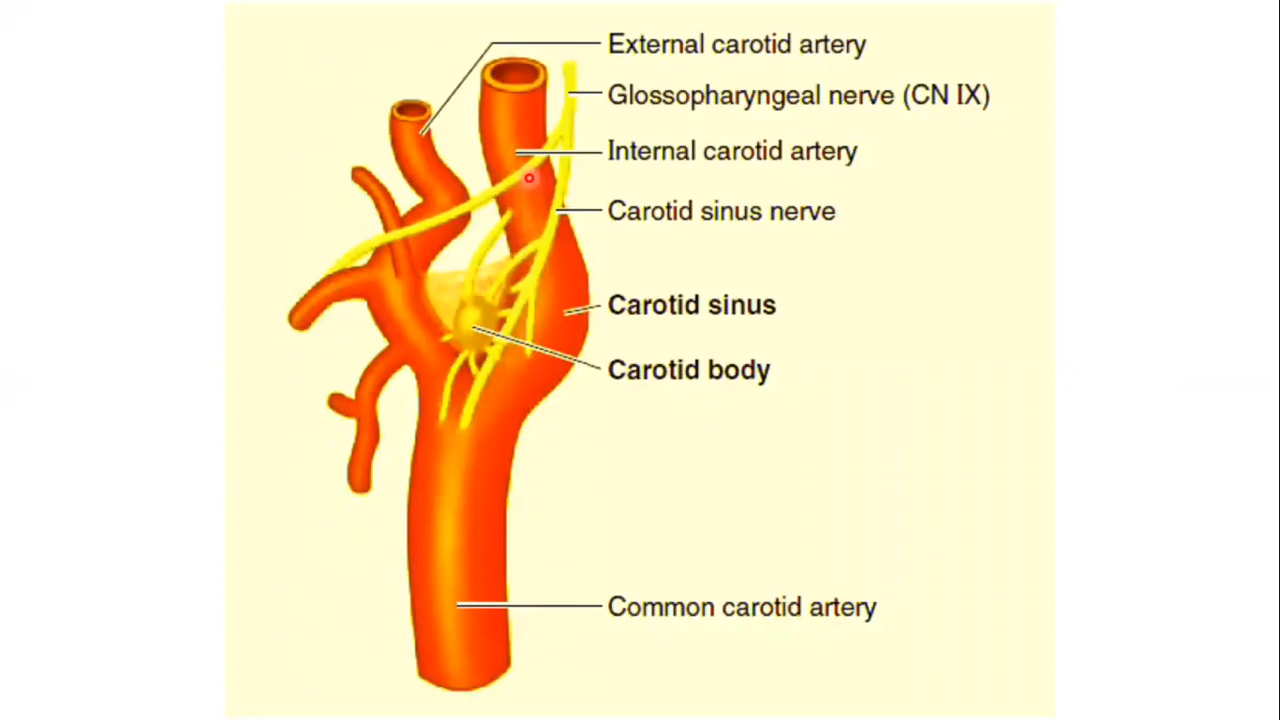 External carotid artery
Glossopharyngeal nerve (CN IX)
Internal carotid artery
Carotid sinus nerve
Carotid sinus
Carotid body
Common carotid artery